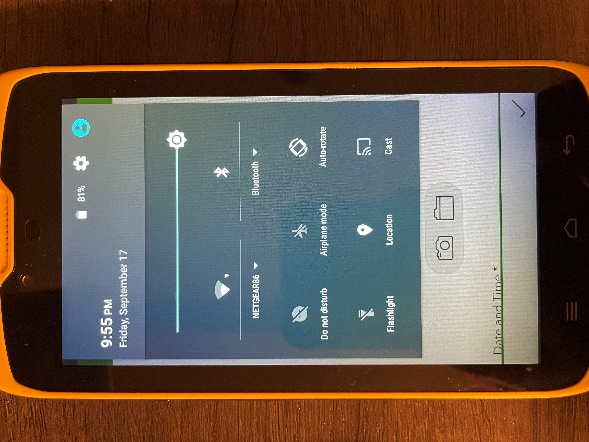 9:55 PM
Friday, September 17
81%
NETGEAR86
Bluetooth
Do not disturb
Airplane mode
Auto-rotate
Flashlight
Location
Cast
Date and Time *